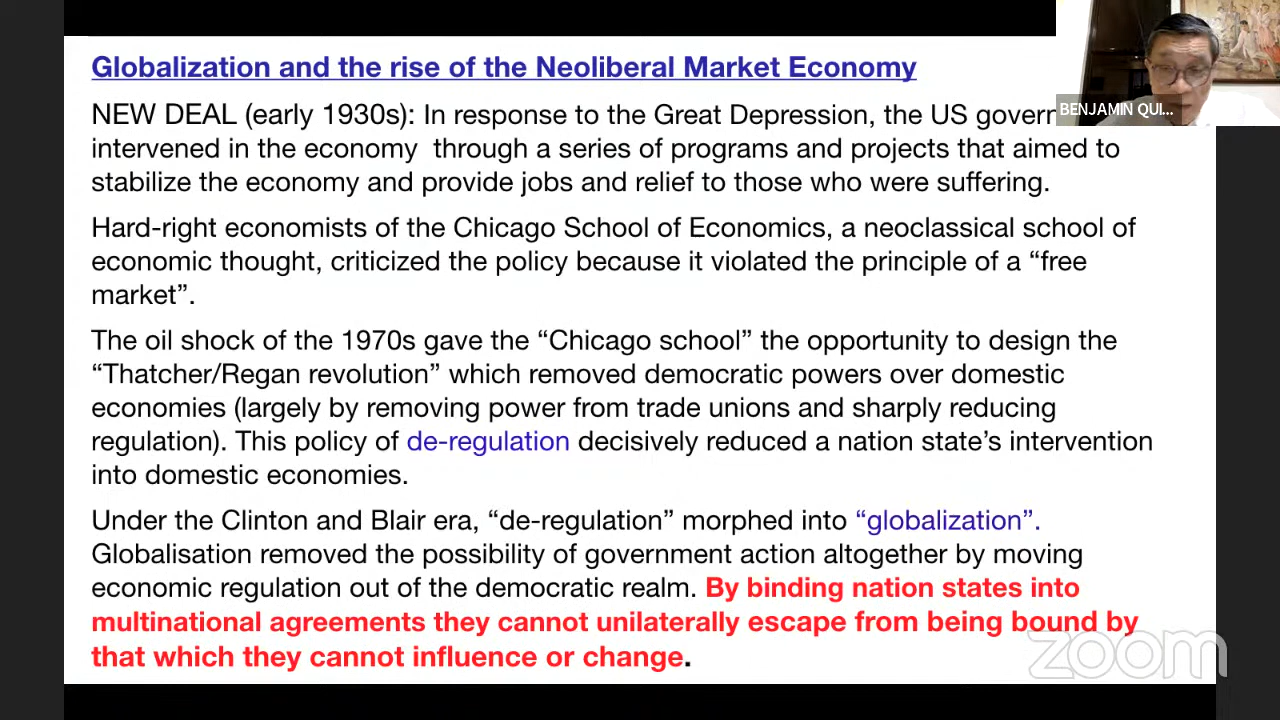 Globalization and the rise of the Neoliberal Market Economy
BENJAMIN QUI...
NEW DEAL (early 1930s): In response to the Great Depression, the US govern
intervened in the economy through a series of programs and projects that aimed to
stabilize the economy and provide jobs and relief to those who were suffering.
Hard-right economists of the Chicago School of Economics, a neoclassical school of
economic thought, criticized the policy because it violated the principle of a “free
market”.
The oil shock of the 1970s gave the “Chicago school” the opportunity to design the
“Thatcher/Regan revolution” which removed democratic powers over domestic
economies (largely by removing power from trade unions and sharply reducing
regulation). This policy of de-regulation decisively reduced a nation state’s intervention
into domestic economies.
Under the Clinton and Blair era, “de-regulation” morphed into “globalization”.
Globalisation removed the possibility of government action altogether by moving
economic regulation out of the democratic realm. By binding nation states into
multinational agreements they cannot unilaterally escape from being bound by
that which they cannot influence or change.
zoom